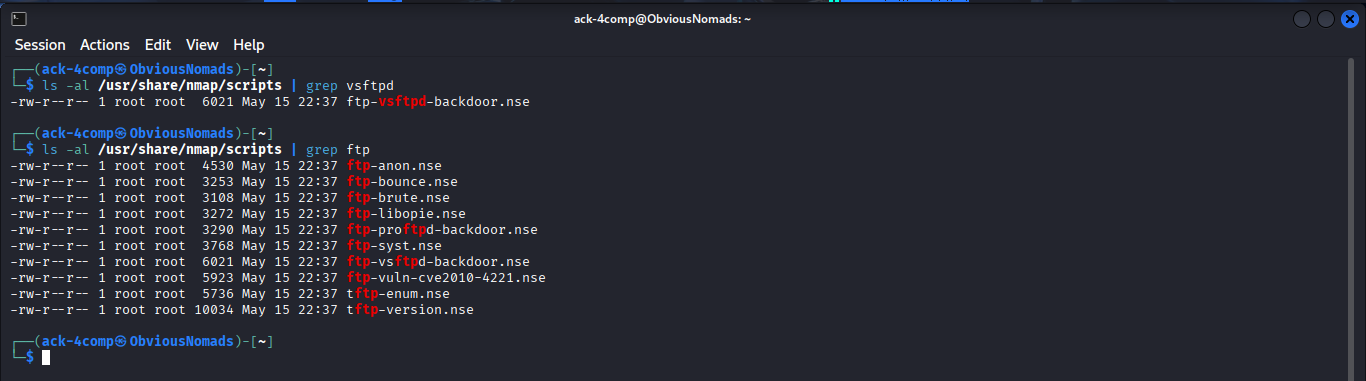 ack-4comp@ObviousNomads: ~
Session Actions Edit View Help
┌──(ack-4comp㉿ObviousNomads)-[~]
└─$ ls -al /usr/share/nmap/scripts | grep vsftpd
-rw-r--r-- 1 root root  6021 May 15 22:37 ftp-vsftpd-backdoor.nse
┌──(ack-4comp㉿ObviousNomads)-[~]
└─$ ls -al /usr/share/nmap/scripts | grep ftp
-rw-r--r-- 1 root root  4530 May 15 22:37 ftp-anon.nse
-rw-r--r-- 1 root root  3253 May 15 22:37 ftp-bounce.nse
-rw-r--r-- 1 root root  3108 May 15 22:37 ftp-brute.nse
-rw-r--r-- 1 root root  3272 May 15 22:37 ftp-libopie.nse
-rw-r--r-- 1 root root  3290 May 15 22:37 ftp-proftpd-backdoor.nse
-rw-r--r-- 1 root root  3768 May 15 22:37 ftp-syst.nse
-rw-r--r-- 1 root root  6021 May 15 22:37 ftp-vsftpd-backdoor.nse
-rw-r--r-- 1 root root  5923 May 15 22:37 ftp-vuln-cve2010-4221.nse
-rw-r--r-- 1 root root  5736 May 15 22:37 tftp-enum.nse
-rw-r--r-- 1 root root 10034 May 15 22:37 tftp-version.nse
┌──(ack-4comp㉿ObviousNomads)-[~]
└─$